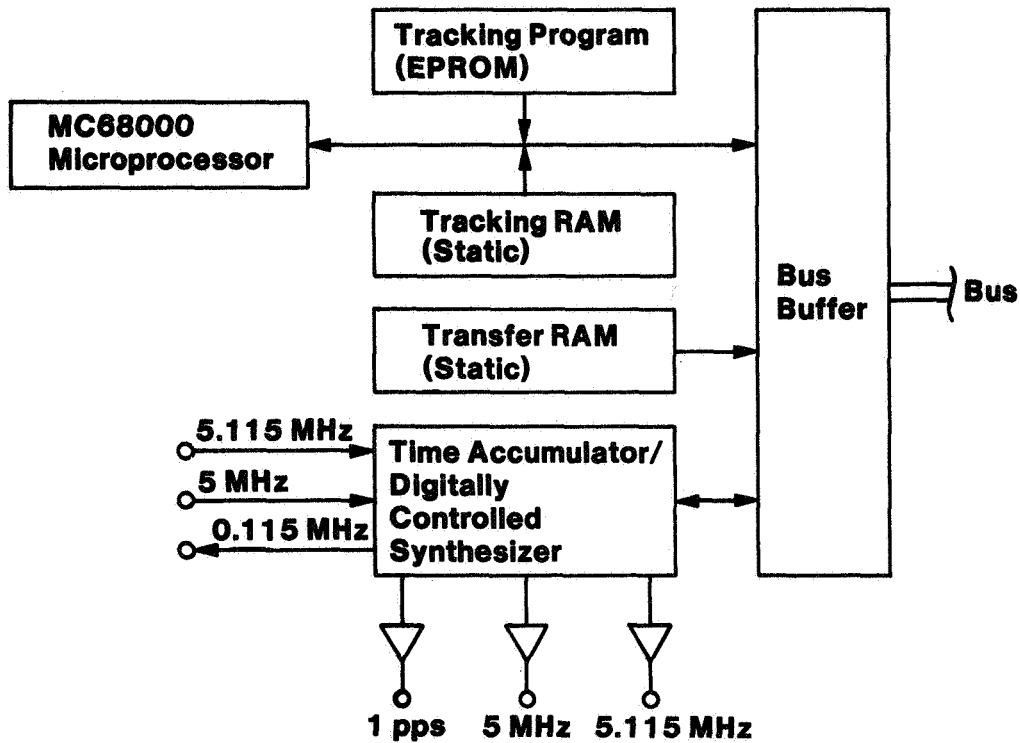 Tracking Program
(EPROM)
MC68000
Microprocessor
Tracking RAM
(Static)
Bus
Buffer
Bus
Transfer RAM
(Static)
5.115 MHz
5 MHz
0.115 MHz
Time Accumulator/
Digitally
Controlled
Synthesizer
1 pps
5 MHz
5.115 MHz